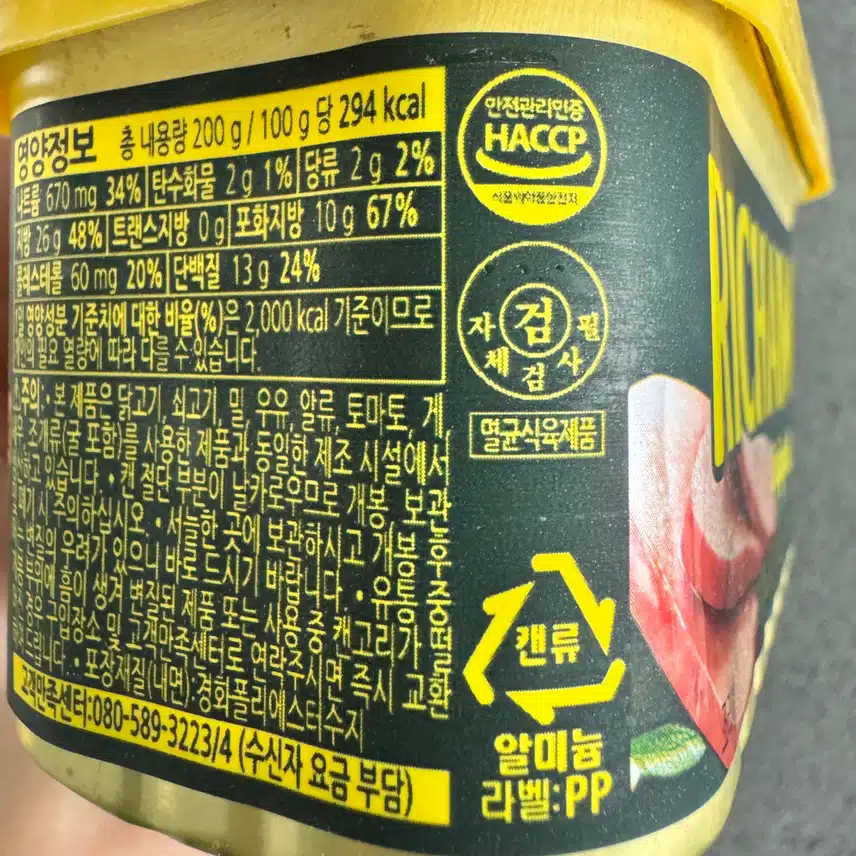 영양정보 총 내용량 200 g / 100 g 당 294 kcal
나트륨 670 mg 34% 탄수화물 2 g 1% 당류 2 g 2%
지방 26 g 48% 트랜스지방 0 g 포화지방 10 g 67%
콜레스테롤 60 mg 20% 단백질 13 g 24%
1일 영양성분 기준치에 대한 비율(%)은 2,000 kcal 기준이므로
개인의 필요 열량에 따라 다를 수 있습니다.
주의: • 본 제품은 닭고기, 쇠고기, 밀, 우유, 알류, 토마토, 게,
조개류(굴 포함)를 사용한 제품과 동일한 제조 시설에서
있습니다. • 캔 절단 부분이 날카로우므로 개봉, 보관
폐기 시 주의하십시오. • 서늘한 곳에 보관하시고 개봉 후
변질의 우려가 있으니 바로 드시기 바랍니다. • 유통 중
부위에 흠이 생겨 변질된 제품 또는 사용 중 캔고리가
구입장소 및 고객만족센터로 연락주시면 즉시 교환
드립니다. • 포장재질(내면):경화폴리에스터수지
고객만족센터:080-589-3223/4 (수신자 요금 부담)
안전관리인증
HACCP
식품의약품안전처
자체검사필
검
멸균식육제품
캔류
알미늄
라벨:PP
RICHAM